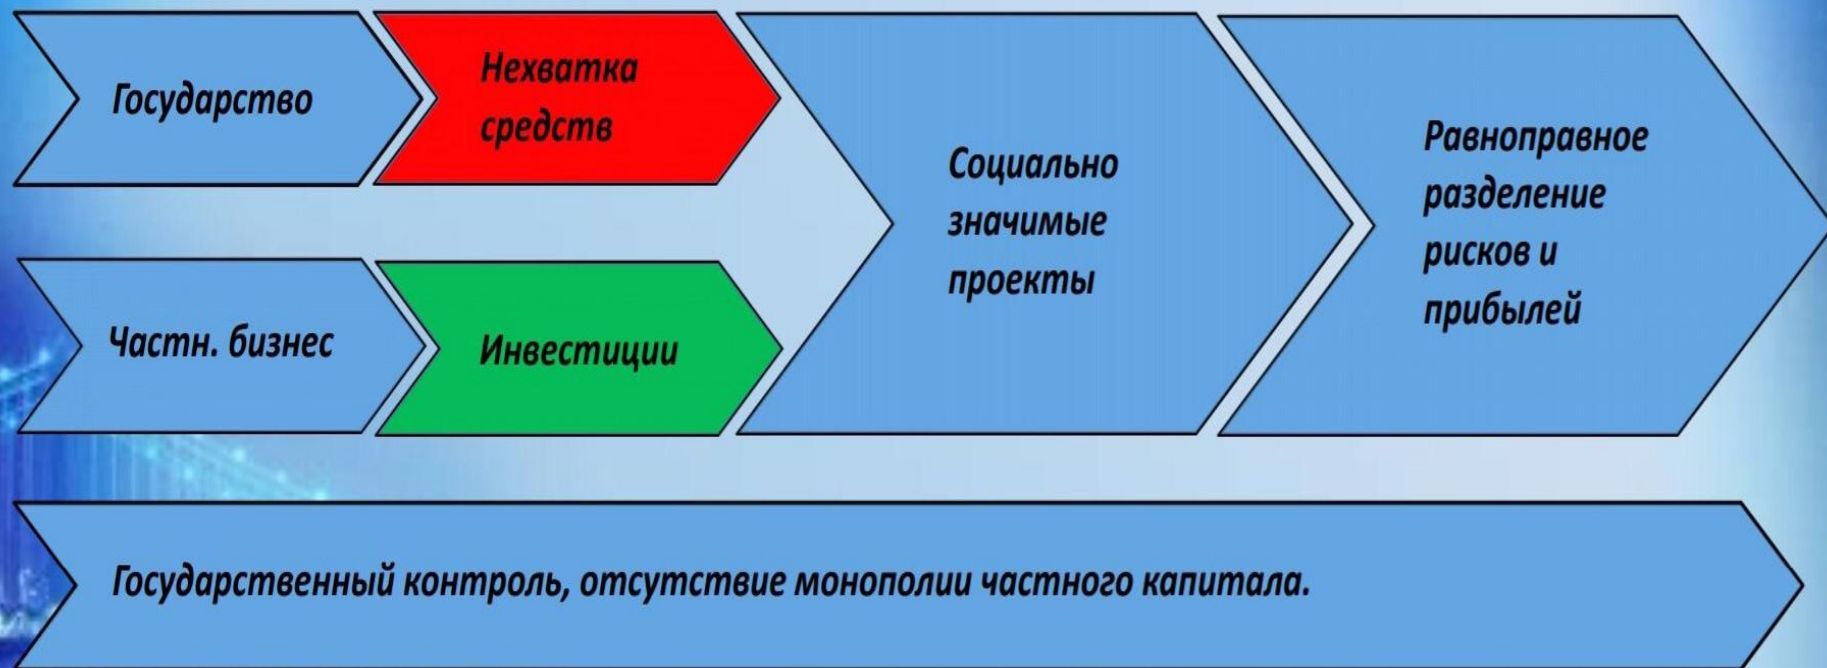 Государство
Нехватка
средств
Частн. бизнес
Инвестиции
Социально
значимые
проекты
Равноправное
разделение
рисков и
прибылей
Государственный контроль, отсутствие монополии частного капитала.